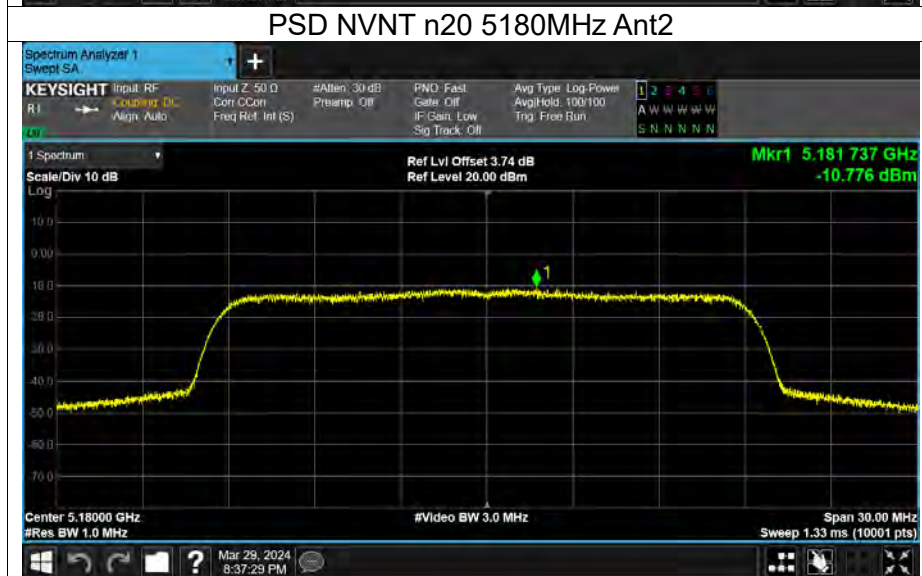 PSD NVNT n20 5180MHz Ant2
Spectrum Analyzer 1
Swept SA
+
KEYSIGHT Input: RF
Coupling: DC
Align: Auto
Input Z: 50 Ω
Corr CCorr
Freq Ref: Int (S)
#Atten: 30 dB
Preamp: Off
PNO: Fast
Gate: Off
IF Gain: Low
Sig Track: Off
Avg Type: Log-Power
Avg|Hold: 100/100
Trig: Free Run
1 2 3 4 5 6
A W W W W W
S N N N N N
1 Spectrum
Scale/Div 10 dB
Log
Ref Lvl Offset 3.74 dB
Ref Level 20.00 dBm
Mkr1 5.181 737 GHz
-10.776 dBm
10.0
0.00
-10.0
-20.0
-30.0
-40.0
-50.0
-60.0
-70.0
1
Center 5.18000 GHz
#Res BW 1.0 MHz
#Video BW 3.0 MHz
Span 30.00 MHz
Sweep 1.33 ms (10001 pts)
?
Mar 29, 2024
8:37:29 PM